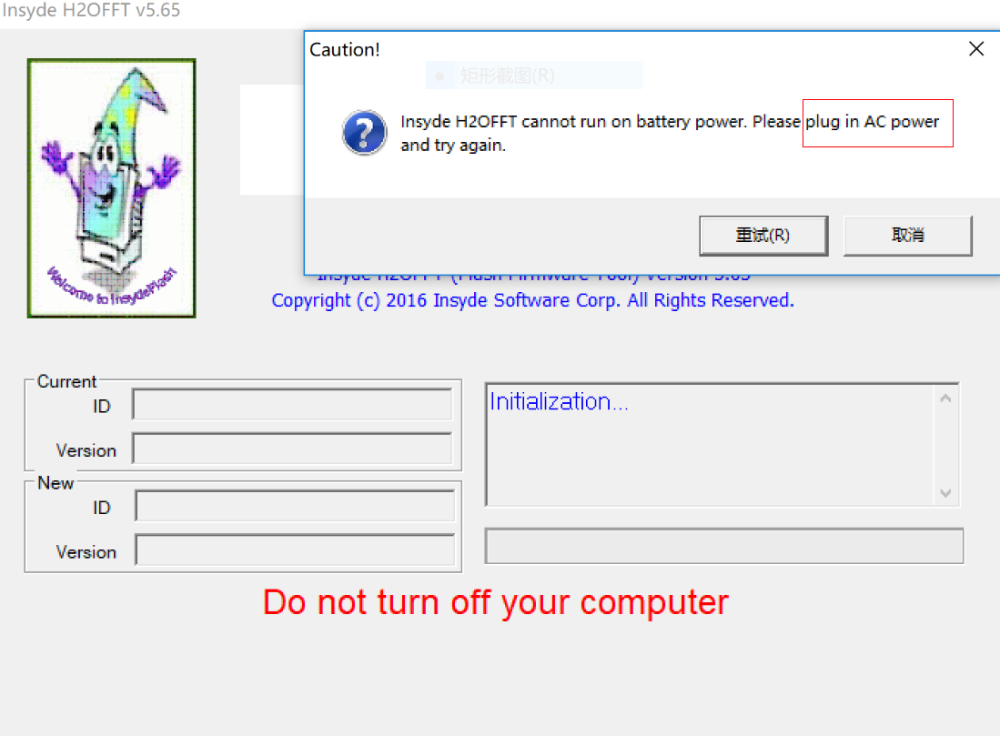 Insyde H2OFFT v5.65
Caution!
矩形截图(R)
Insyde H2OFFT cannot run on battery power. Please plug in AC power
and try again.
重试(R)
取消
Welcome to InsydeFlash
Insyde H2OFFT (Flash Firmware Tool) Version 5.65
Copyright (c) 2016 Insyde Software Corp. All Rights Reserved.
Current
ID
Version
New
ID
Version
Initialization...
Do not turn off your computer